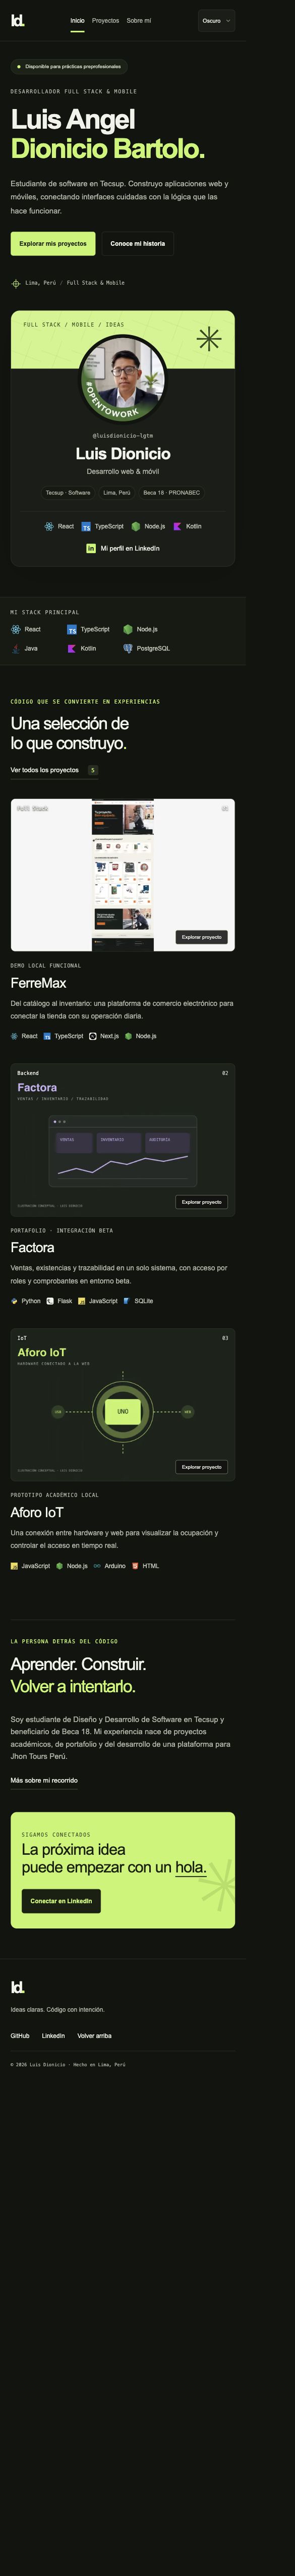 ld.
Inicio Proyectos Sobre mí
Oscuro
Disponible para prácticas preprofesionales
DESARROLLADOR FULL STACK & MOBILE
Luis Angel
Dionicio Bartolo.
Estudiante de software en Tecsup. Construyo aplicaciones web y
móviles, conectando interfaces cuidadas con la lógica que las
hace funcionar.
Explorar mis proyectos
Conoce mi historia
Lima, Perú / Full Stack & Mobile
FULL STACK / MOBILE / IDEAS
#OPENTOWORK
@luisdionicio-lgtm
Luis Dionicio
Desarrollo web & móvil
Tecsup · Software
Lima, Perú
Beca 18 · PRONABEC
React
TypeScript
Node.js
Kotlin
Mi perfil en LinkedIn
MI STACK PRINCIPAL
React
TypeScript
Node.js
Java
Kotlin
PostgreSQL
CÓDIGO QUE SE CONVIERTE EN EXPERIENCIAS
Una selección de
lo que construyo.
Ver todos los proyectos 5
Full Stack
01
Explorar proyecto
DEMO LOCAL FUNCIONAL
FerreMax
Del catálogo al inventario: una plataforma de comercio electrónico para
conectar la tienda con su operación diaria.
React
TypeScript
Next.js
Node.js
Backend
02
Factora
VENTAS / INVENTARIO / TRAZABILIDAD
VENTAS
INVENTARIO
AUDITORIA
Explorar proyecto
PORTAFOLIO · INTEGRACIÓN BETA
Factora
Ventas, existencias y trazabilidad en un solo sistema, con acceso por
roles y comprobantes en entorno beta.
Python
Flask
JavaScript
SQLite
IoT
03
Aforo IoT
HARDWARE CONECTADO A LA WEB
UNO
Explorar proyecto
PROTOTIPO ACADÉMICO LOCAL
Aforo IoT
Una conexión entre hardware y web para visualizar la ocupación y
controlar el acceso en tiempo real.
JavaScript
Node.js
Arduino
HTML
LA PERSONA DETRÁS DEL CÓDIGO
Aprender. Construir.
Volver a intentarlo.
Soy estudiante de Diseño y Desarrollo de Software en Tecsup y
beneficiario de Beca 18. Mi experiencia nace de proyectos
académicos, de portafolio y del desarrollo de una plataforma para
Jhon Tours Perú.
Más sobre mi recorrido
SIGAMOS CONECTADOS
La próxima idea
puede empezar con un hola.
Conectar en LinkedIn
ld.
Ideas claras. Código con intención.
GitHub
LinkedIn
Volver arriba
© 2026 Luis Dionicio · Hecho en Lima, Perú